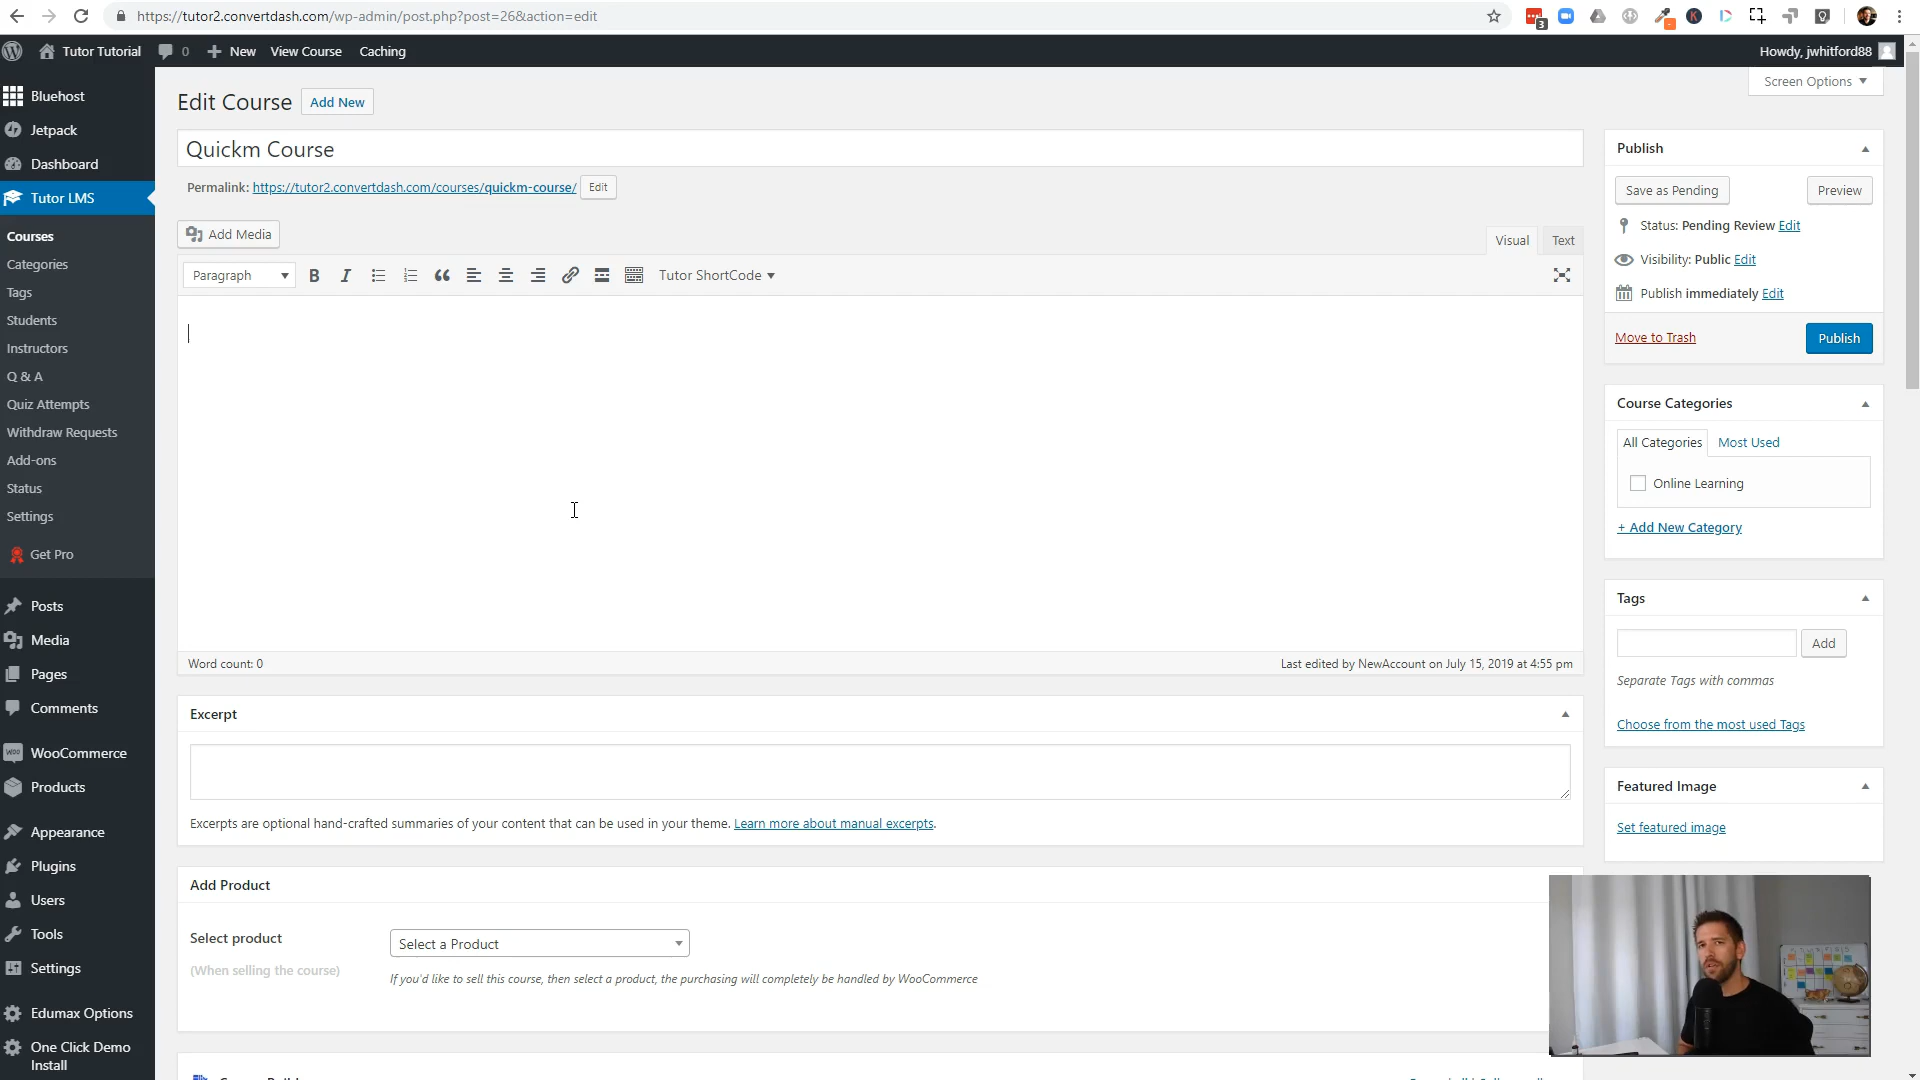 https://tutor2.convertdash.com/wp-admin/post.php?post=26&action=edit
3
Tutor Tutorial
0
New
View Course
Caching
Howdy, jwhitford88
Bluehost
Jetpack
Dashboard
Tutor LMS
Courses
Categories
Tags
Students
Instructors
Q & A
Quiz Attempts
Withdraw Requests
Add-ons
Status
Settings
Get Pro
Posts
Media
Pages
Comments
WooCommerce
Products
Appearance
Plugins
Users
Tools
Settings
Edumax Options
One Click Demo
Install
Screen Options
Edit Course
Add New
Quickm Course
Permalink: https://tutor2.convertdash.com/courses/quickm-course/ Edit
Add Media
Visual
Text
Paragraph
Tutor ShortCode
Word count: 0
Last edited by NewAccount on July 15, 2019 at 4:55 pm
Excerpt
Excerpts are optional hand-crafted summaries of your content that can be used in your theme. Learn more about manual excerpts.
Add Product
Select product
(When selling the course)
Select a Product
If you'd like to sell this course, then select a product, the purchasing will completely be handled by WooCommerce
Publish
Save as Pending
Preview
Status: Pending Review Edit
Visibility: Public Edit
Publish immediately Edit
Move to Trash
Publish
Course Categories
All Categories
Most Used
Online Learning
+ Add New Category
Tags
Add
Separate Tags with commas
Choose from the most used Tags
Featured Image
Set featured image